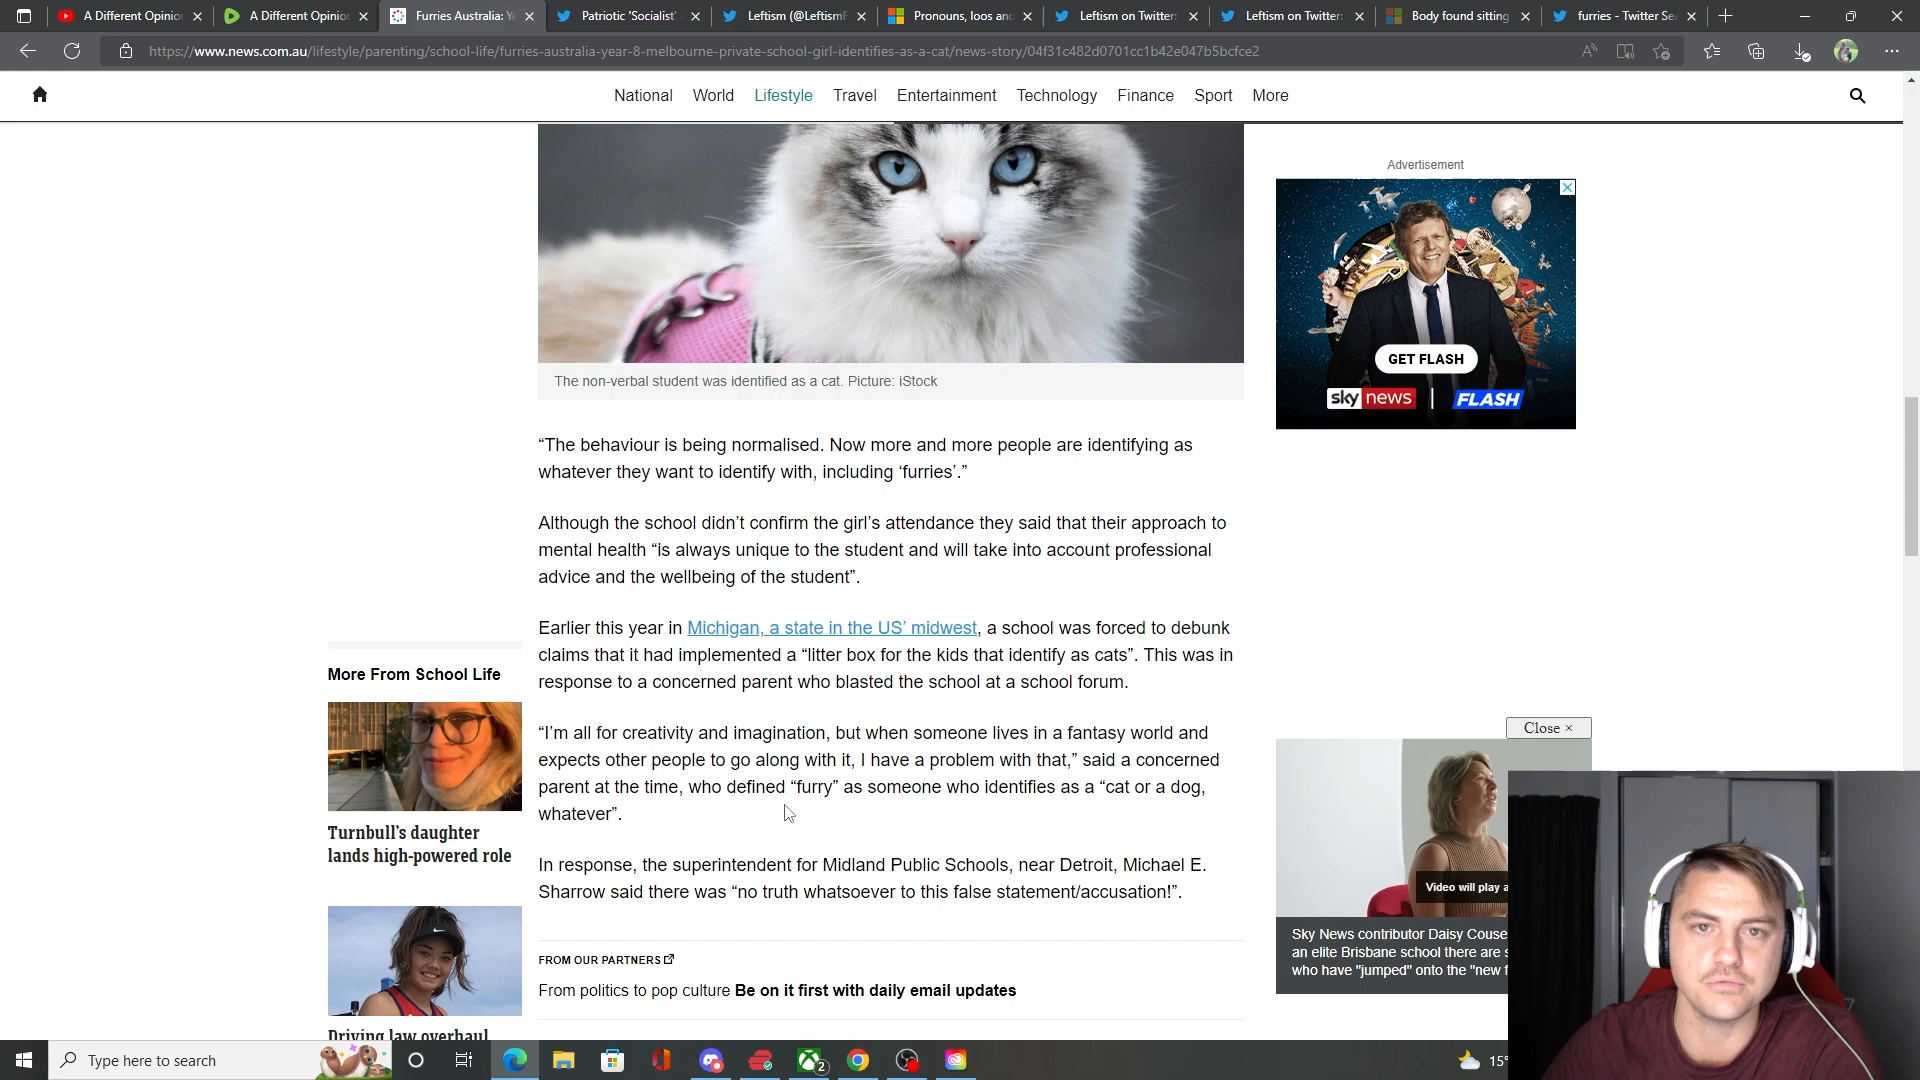 A Different Opinio
A Different Opinio
Furries Australia: Y
Patriotic 'Socialist'
Leftism (@LeftismF
Pronouns, loos and
Leftism on Twitter:
Leftism on Twitter:
Body found sitting
furries - Twitter Se
https://www.news.com.au/lifestyle/parenting/school-life/furries-australia-year-8-melbourne-private-school-girl-identifies-as-a-cat/news-story/04f31c482d0701cc1b42e047b5bcfce2
National World Lifestyle Travel Entertainment Technology Finance Sport More
Advertisement
GET FLASH
sky news | FLASH
The non-verbal student was identified as a cat. Picture: iStock
“The behaviour is being normalised. Now more and more people are identifying as
whatever they want to identify with, including ‘furries’.”
Although the school didn’t confirm the girl’s attendance they said that their approach to
mental health “is always unique to the student and will take into account professional
advice and the wellbeing of the student”.
Earlier this year in Michigan, a state in the US’ midwest, a school was forced to debunk
claims that it had implemented a “litter box for the kids that identify as cats”. This was in
response to a concerned parent who blasted the school at a school forum.
“I’m all for creativity and imagination, but when someone lives in a fantasy world and
expects other people to go along with it, I have a problem with that,” said a concerned
parent at the time, who defined “furry” as someone who identifies as a “cat or a dog,
whatever”.
In response, the superintendent for Midland Public Schools, near Detroit, Michael E.
Sharrow said there was “no truth whatsoever to this false statement/accusation!”.
FROM OUR PARTNERS
From politics to pop culture Be on it first with daily email updates
More From School Life
Turnbull’s daughter
lands high-powered role
Driving law overhaul
Close ×
Video will play a
Sky News contributor Daisy Couse
an elite Brisbane school there are s
who have "jumped" onto the "new f
Type here to search
2
15°